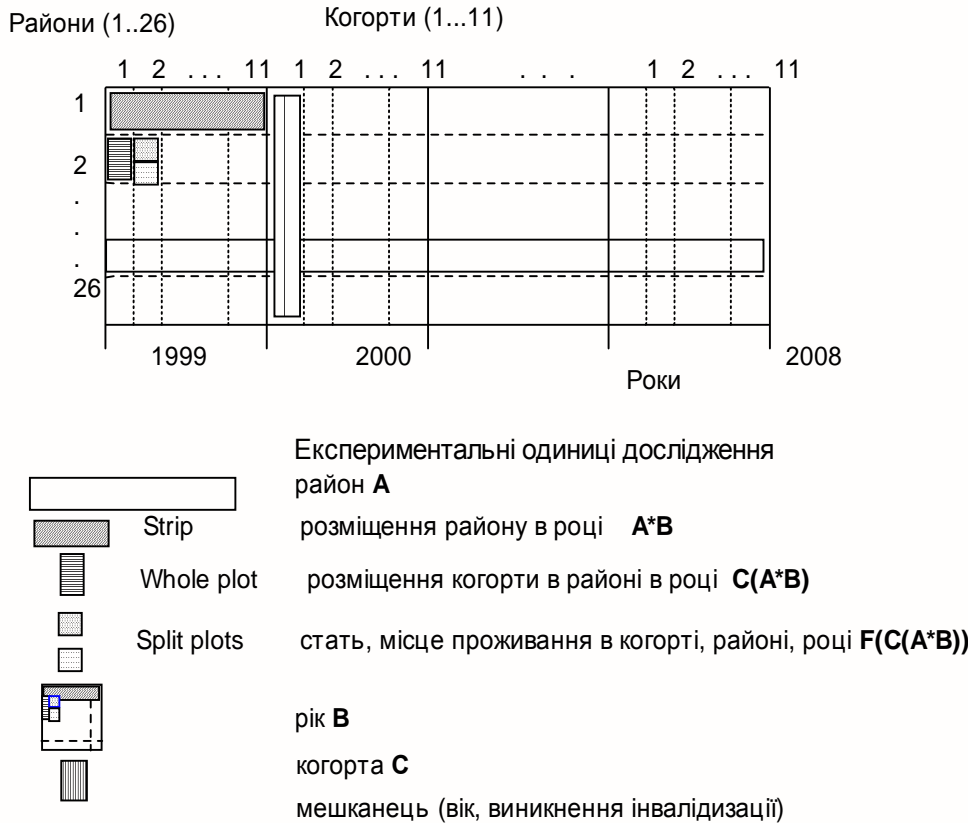 Райони (1..26)
Когорти (1...11)
1 2 ... 11 1 2 ... 11 . . . 1 2 ... 11
1
2
.
.
.
26
1999 2000 2008
Роки
Експериментальні одиниці дослідження
район A
Strip розміщення району в році A*B
Whole plot розміщення когорти в районі в році C(A*B)
Split plots стать, місце проживання в когорті, районі, році F(C(A*B))
рік B
когорта C
мешканець (вік, виникнення інвалідизації)